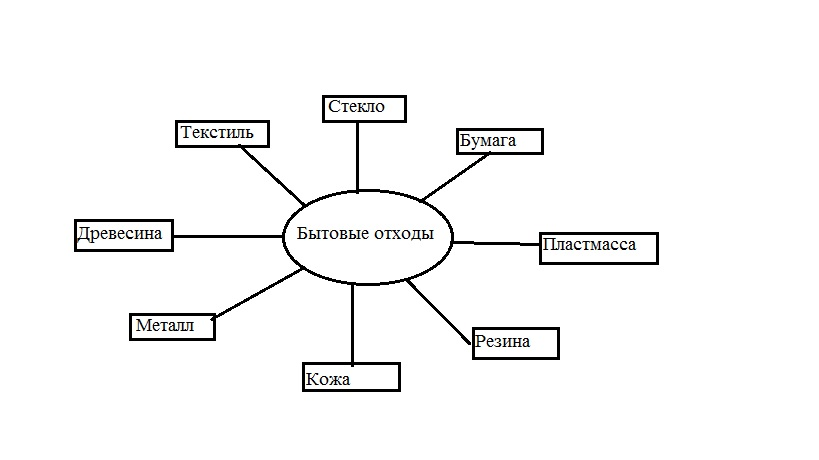 Стекло
Текстиль
Бумага
Древесина
Бытовые отходы
Пластмасса
Металл
Резина
Кожа